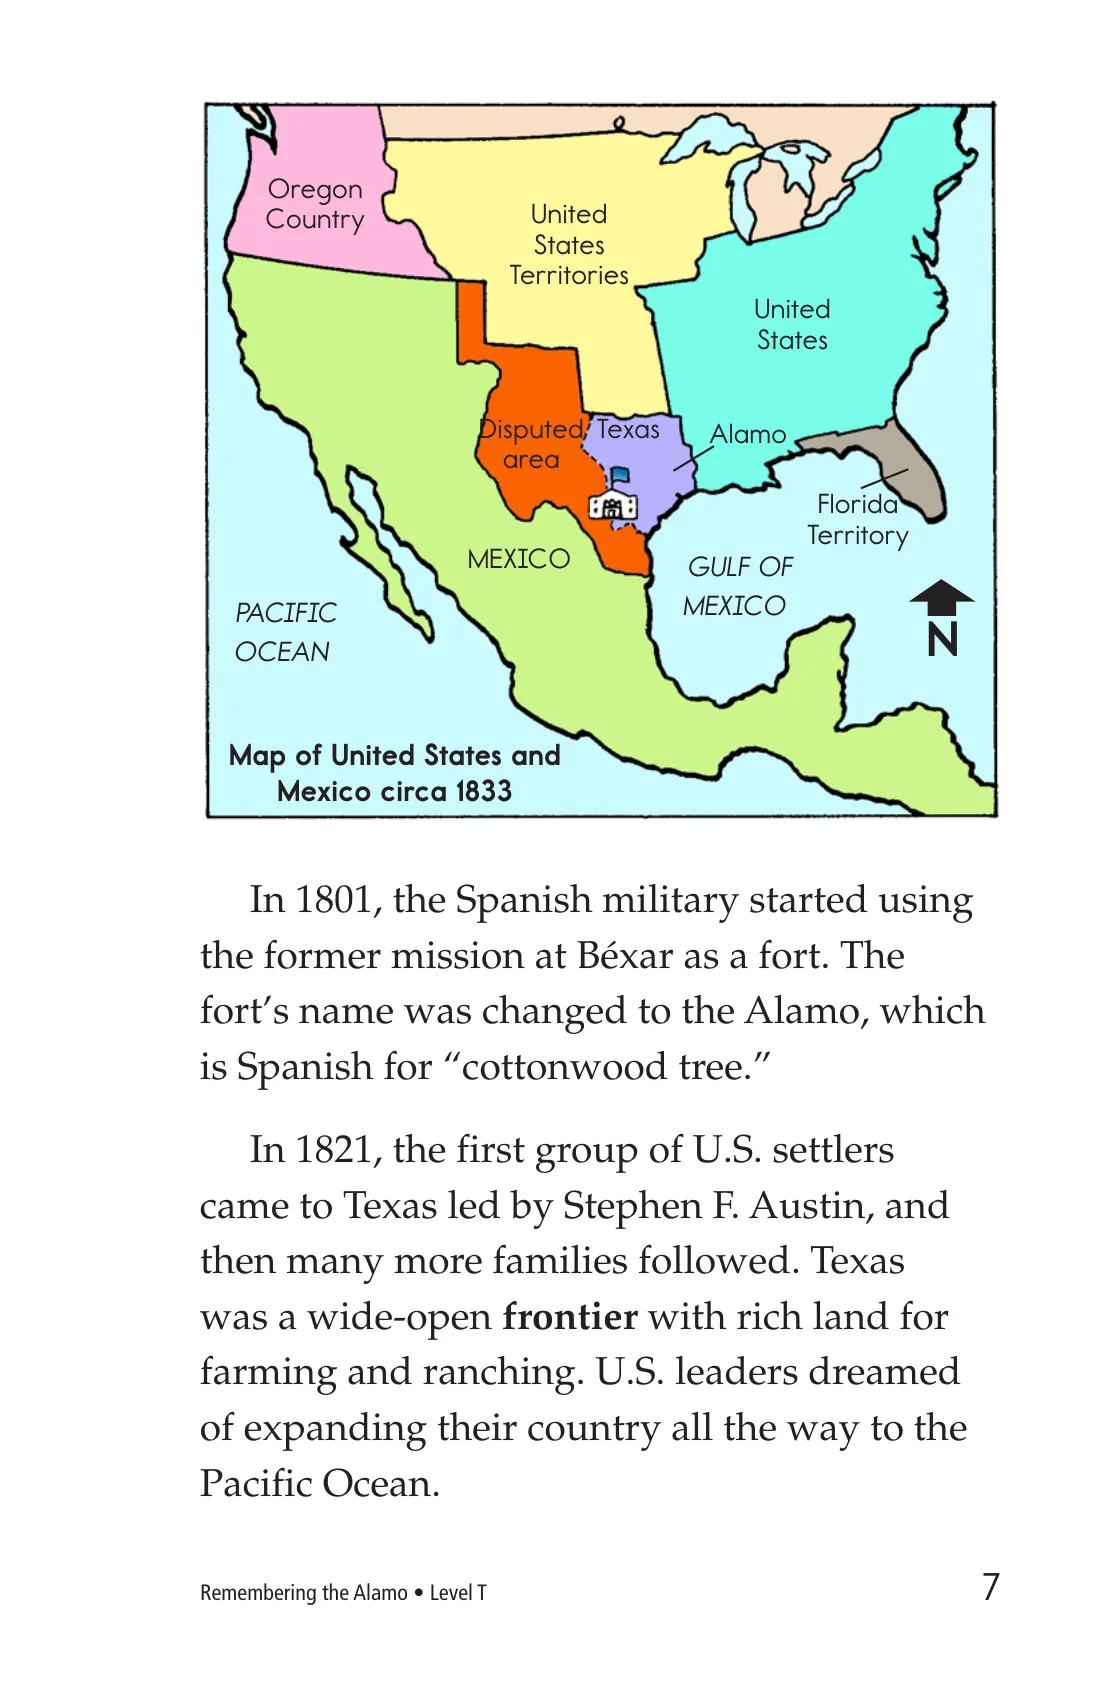 Oregon
Country
United
States
Territories
United
States
Disputed
area
Texas
Alamo
Florida
Territory
MEXICO
GULF OF
MEXICO
PACIFIC
OCEAN
N
Map of United States and
Mexico circa 1833
In 1801, the Spanish military started using
the former mission at Béxar as a fort. The
fort’s name was changed to the Alamo, which
is Spanish for “cottonwood tree.”
In 1821, the first group of U.S. settlers
came to Texas led by Stephen F. Austin, and
then many more families followed. Texas
was a wide-open frontier with rich land for
farming and ranching. U.S. leaders dreamed
of expanding their country all the way to the
Pacific Ocean.
Remembering the Alamo • Level T
7